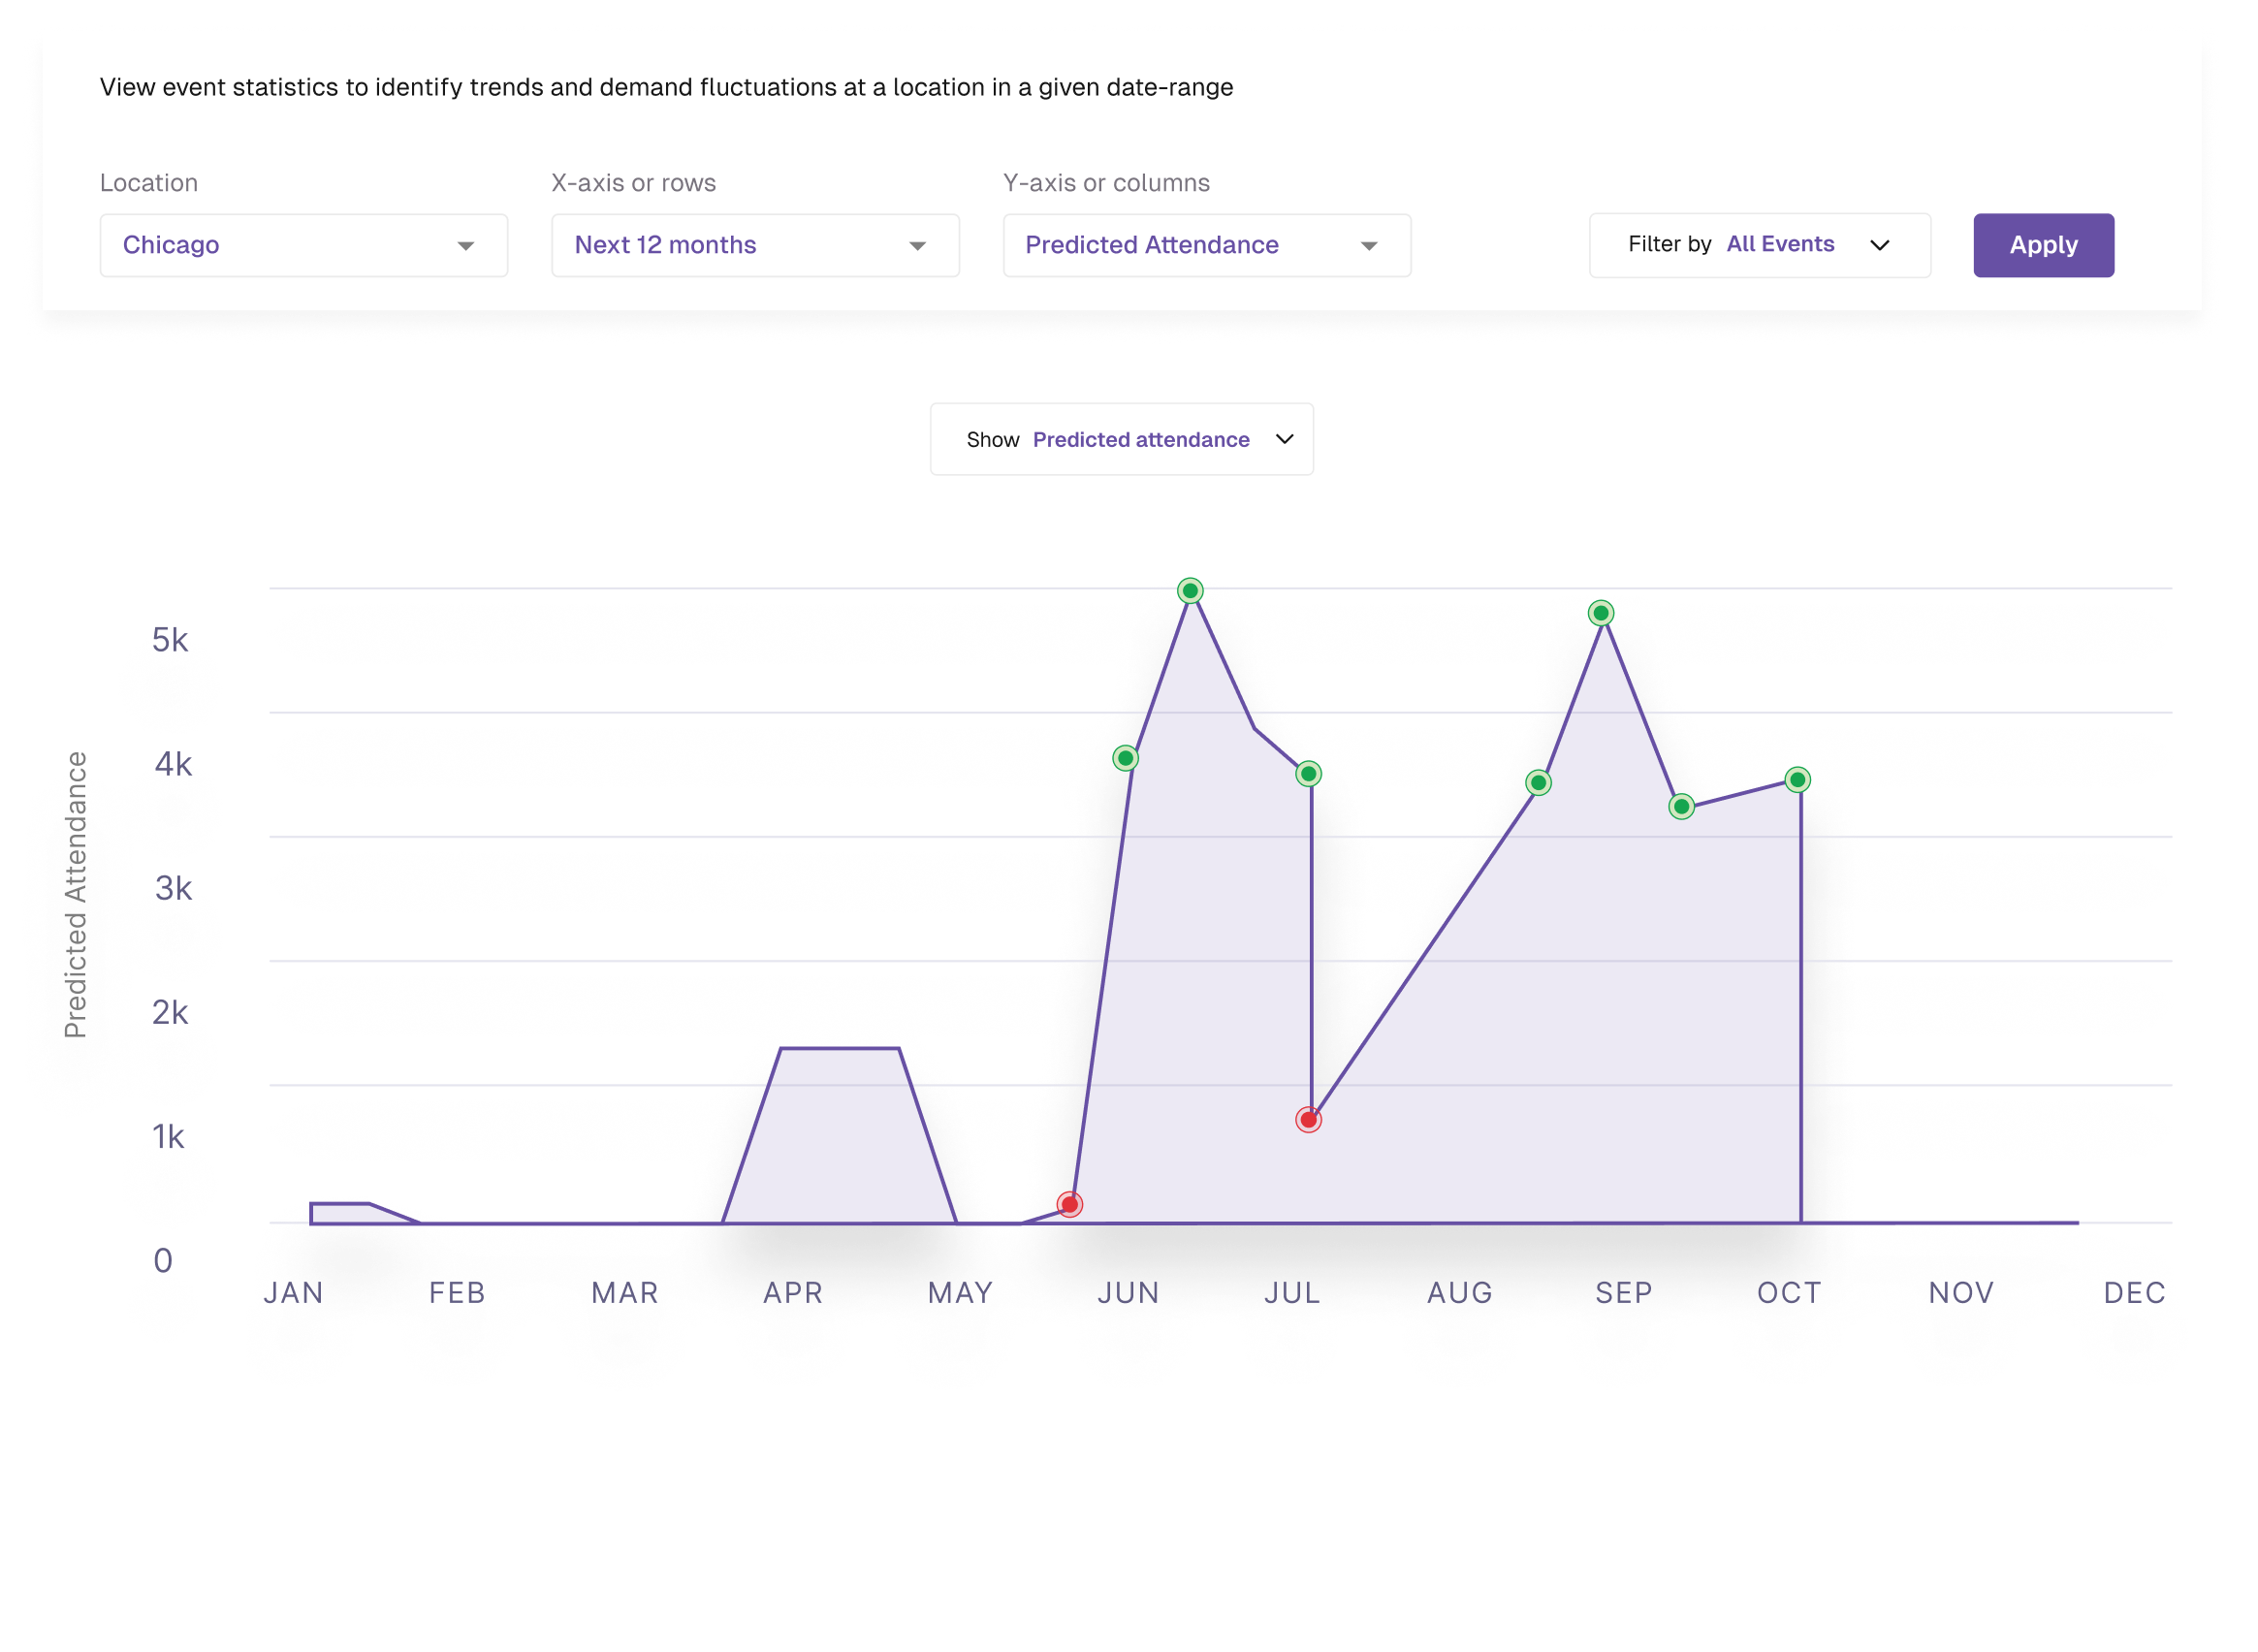 View event statistics to identify trends and demand fluctuations at a location in a given date-range
Location
X-axis or rows
Y-axis or columns
Chicago
Next 12 months
Predicted Attendance
Filter by All Events
Apply
Show Predicted attendance
Predicted Attendance
5k
4k
3k
2k
1k
0
JAN FEB MAR APR MAY JUN JUL AUG SEP OCT NOV DEC